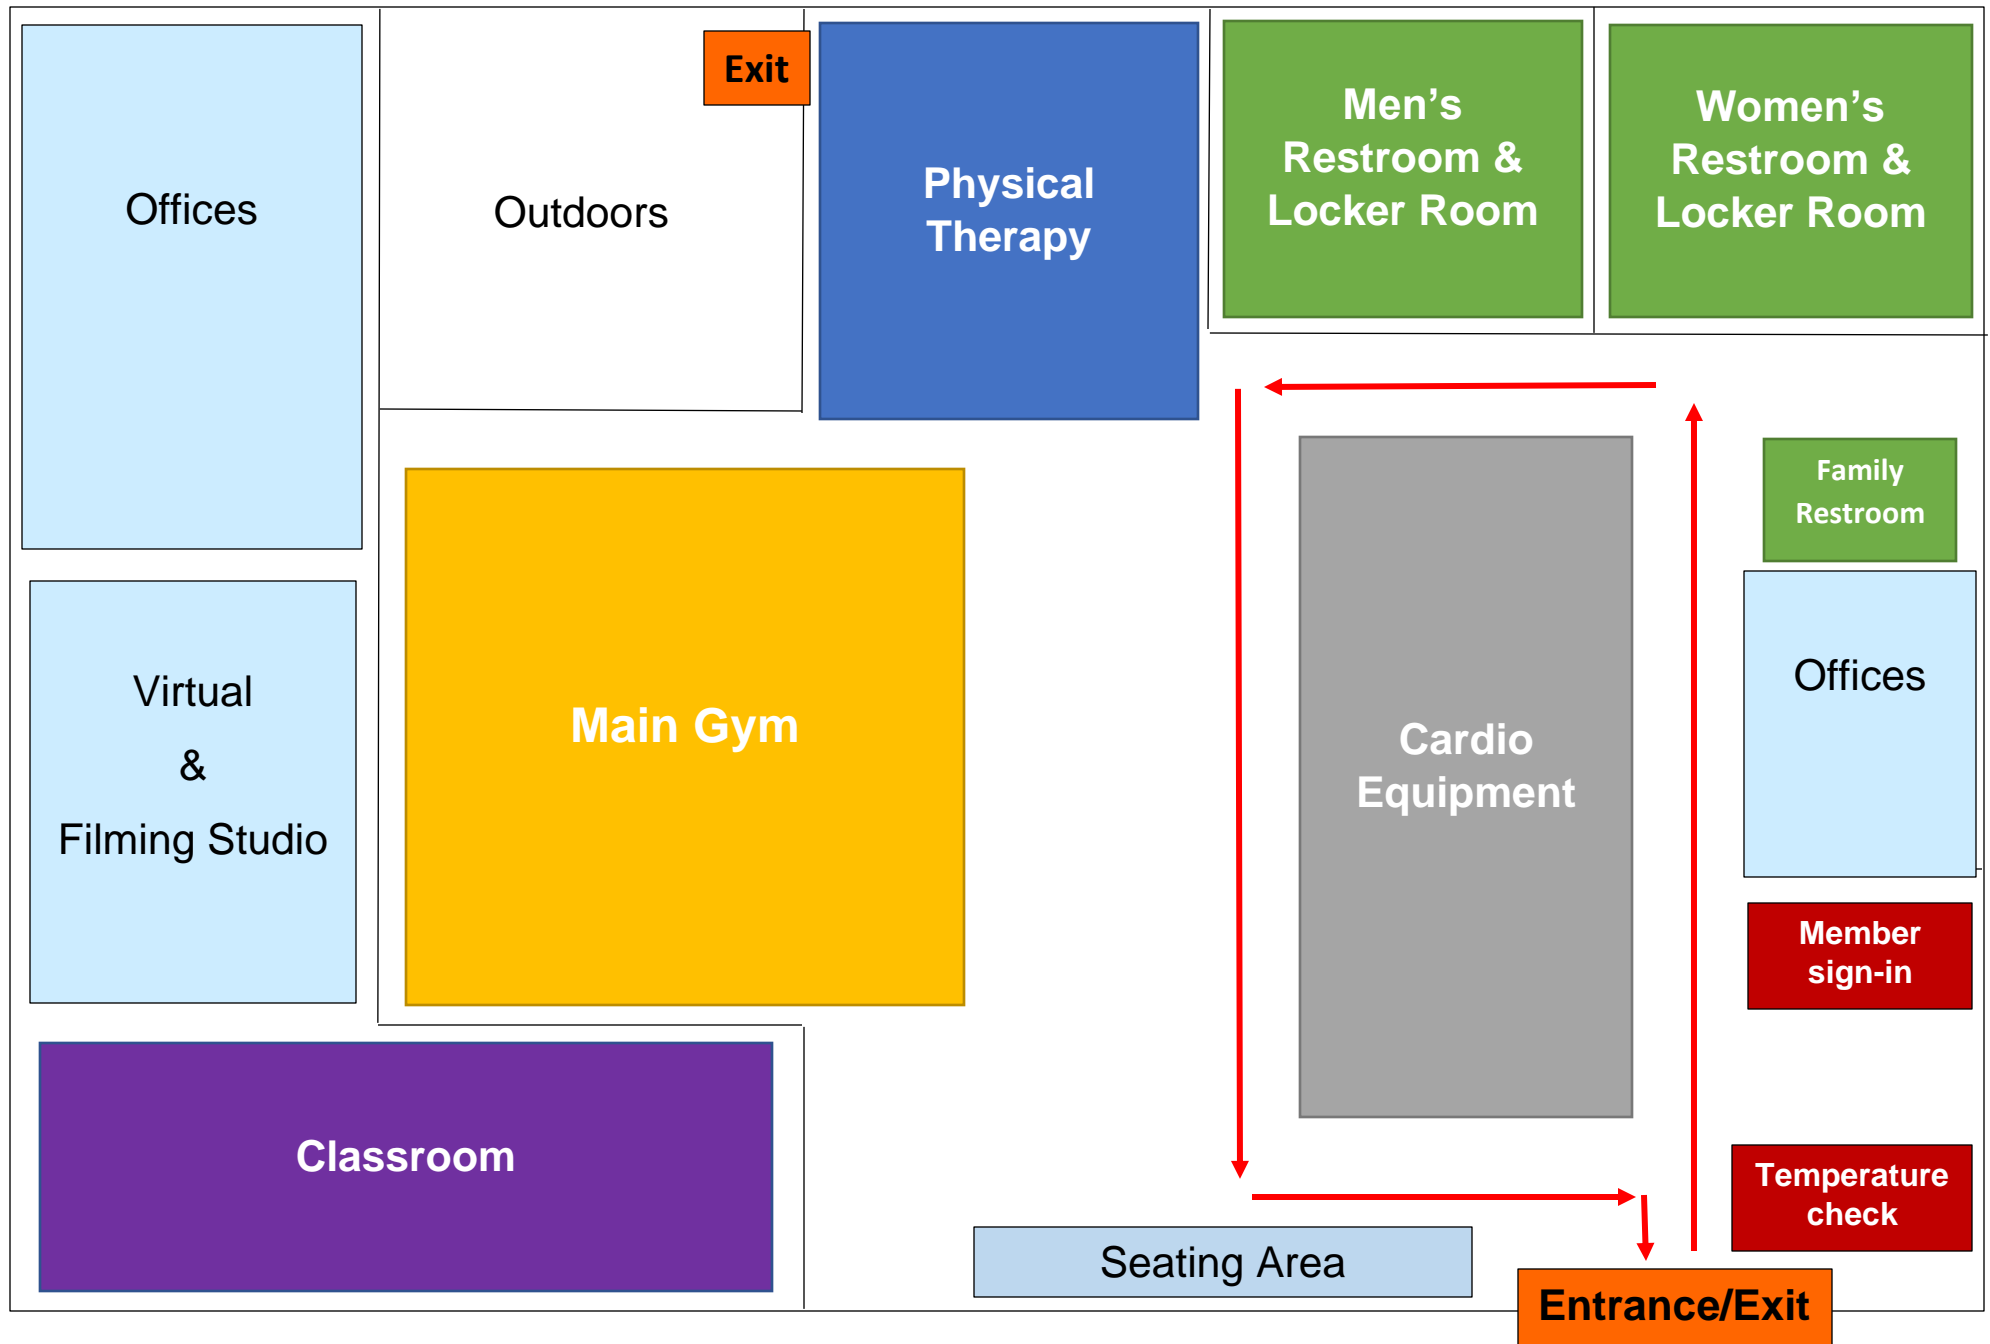 Exit
Offices
Outdoors
Physical
Therapy
Men’s
Restroom &
Locker Room
Women’s
Restroom &
Locker Room
Family
Restroom
Virtual
&
Filming Studio
Main Gym
Cardio
Equipment
Offices
Member
sign-in
Classroom
Temperature
check
Seating Area
Entrance/Exit